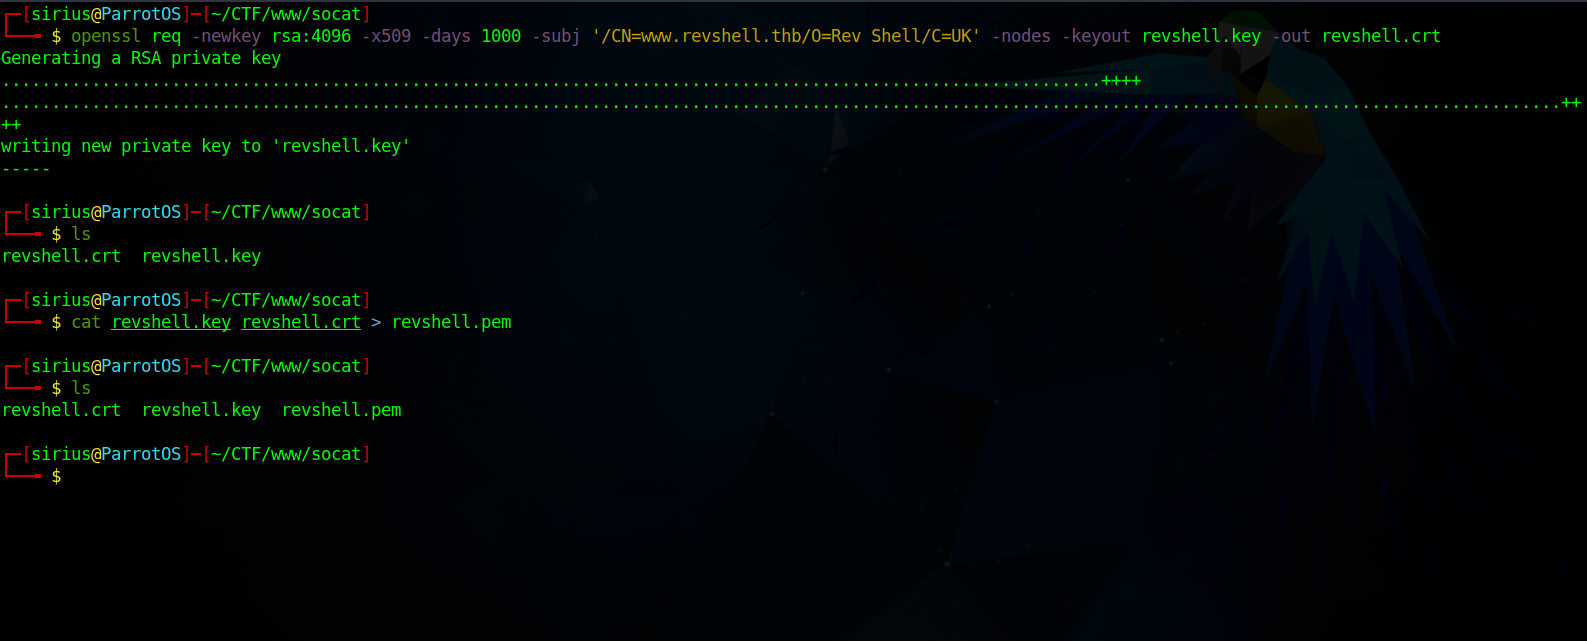 ┌─[sirius@ParrotOS]─[~/CTF/www/socat]
└──╼ $ openssl req -newkey rsa:4096 -x509 -days 1000 -subj '/CN=www.revshell.thb/O=Rev Shell/C=UK' -nodes -keyout revshell.key -out revshell.crt
Generating a RSA private key
..............................................................................................................++++
............................................................................................................................................................++
++
writing new private key to 'revshell.key'
-----
┌─[sirius@ParrotOS]─[~/CTF/www/socat]
└──╼ $ ls
revshell.crt  revshell.key
┌─[sirius@ParrotOS]─[~/CTF/www/socat]
└──╼ $ cat revshell.key revshell.crt > revshell.pem
┌─[sirius@ParrotOS]─[~/CTF/www/socat]
└──╼ $ ls
revshell.crt  revshell.key  revshell.pem
┌─[sirius@ParrotOS]─[~/CTF/www/socat]
└──╼ $